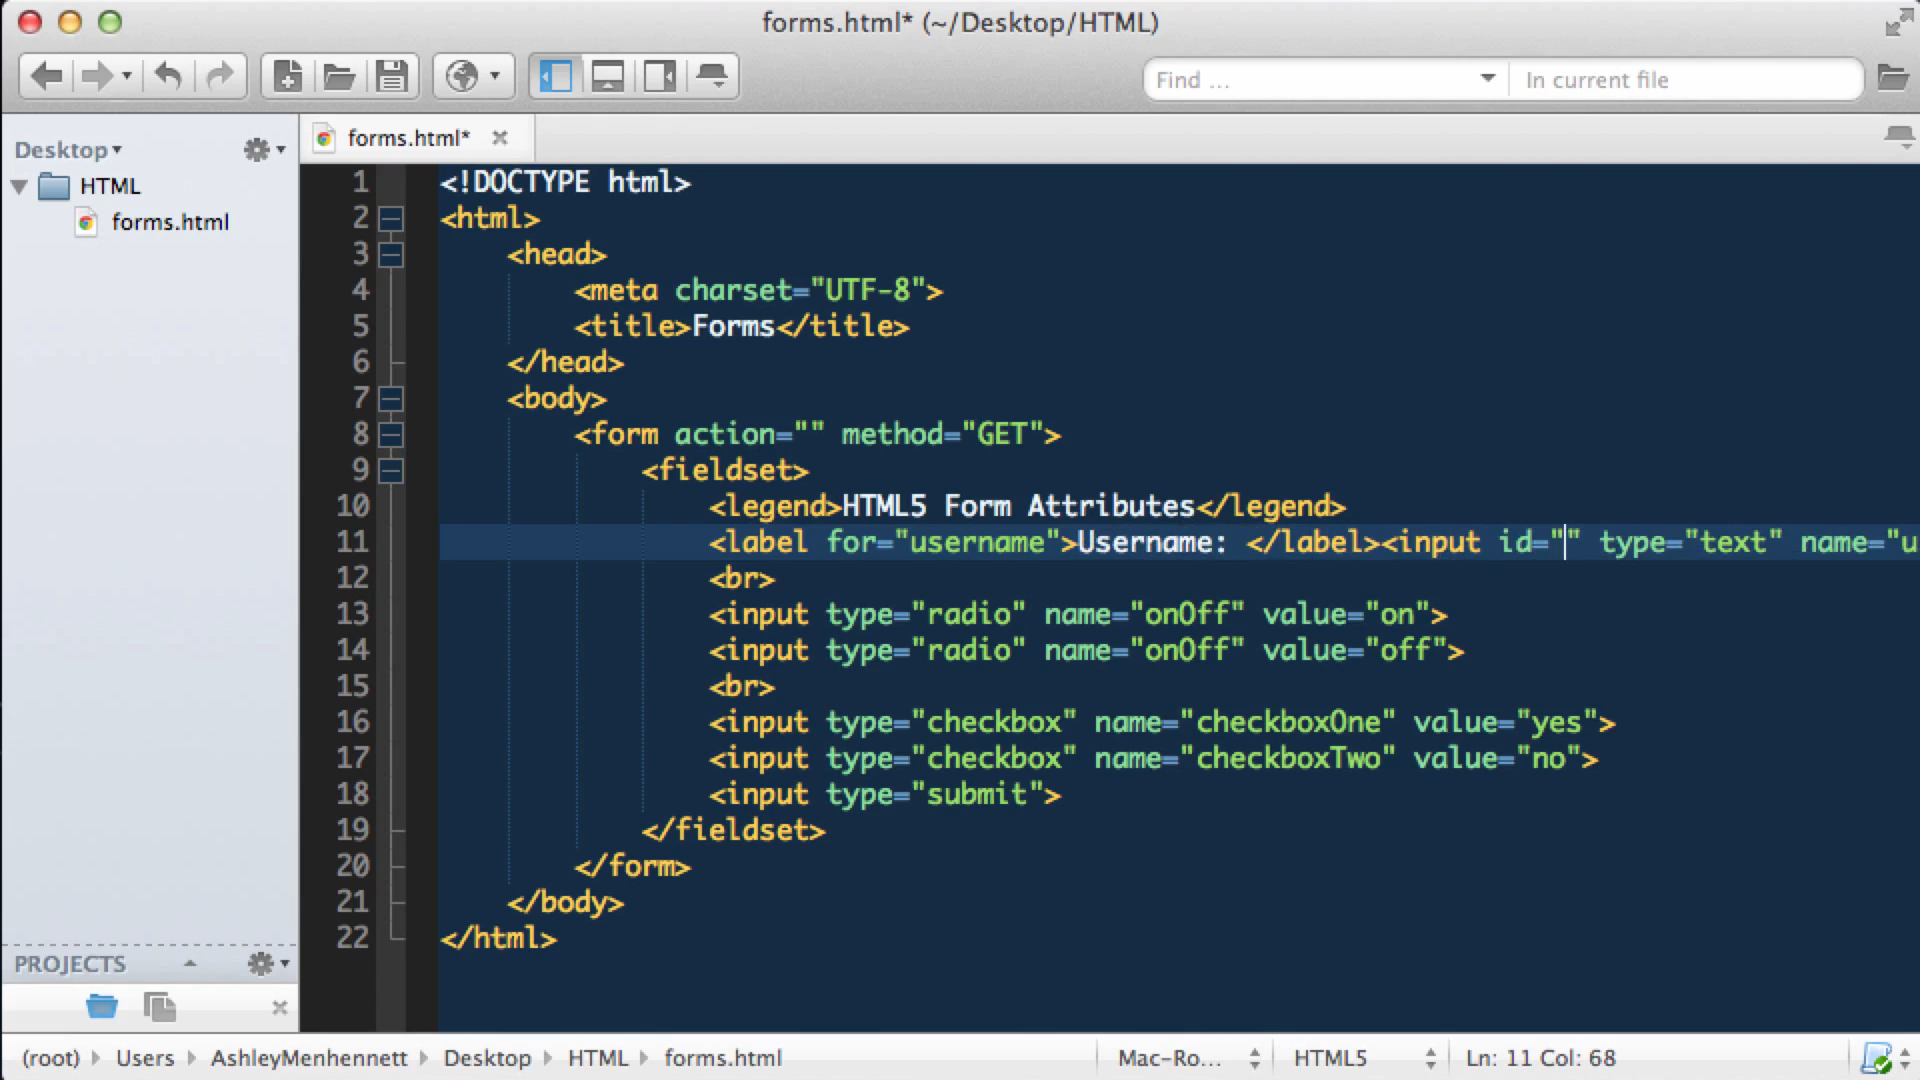 forms.html* (~/Desktop/HTML)
Find ...
In current file
Desktop
HTML
forms.html
forms.html*
1 <!DOCTYPE html>
2 <html>
3 <head>
4 <meta charset="UTF-8">
5 <title>Forms</title>
6 </head>
7 <body>
8 <form action="" method="GET">
9 <fieldset>
10 <legend>HTML5 Form Attributes</legend>
11 <label for="username">Username: </label><input id="" type="text" name="u
12 <br>
13 <input type="radio" name="onOff" value="on">
14 <input type="radio" name="onOff" value="off">
15 <br>
16 <input type="checkbox" name="checkboxOne" value="yes">
17 <input type="checkbox" name="checkboxTwo" value="no">
18 <input type="submit">
19 </fieldset>
20 </form>
21 </body>
22 </html>
PROJECTS
(root) Users AshleyMenhennett Desktop HTML forms.html
Mac-Ro...
HTML5
Ln: 11 Col: 68